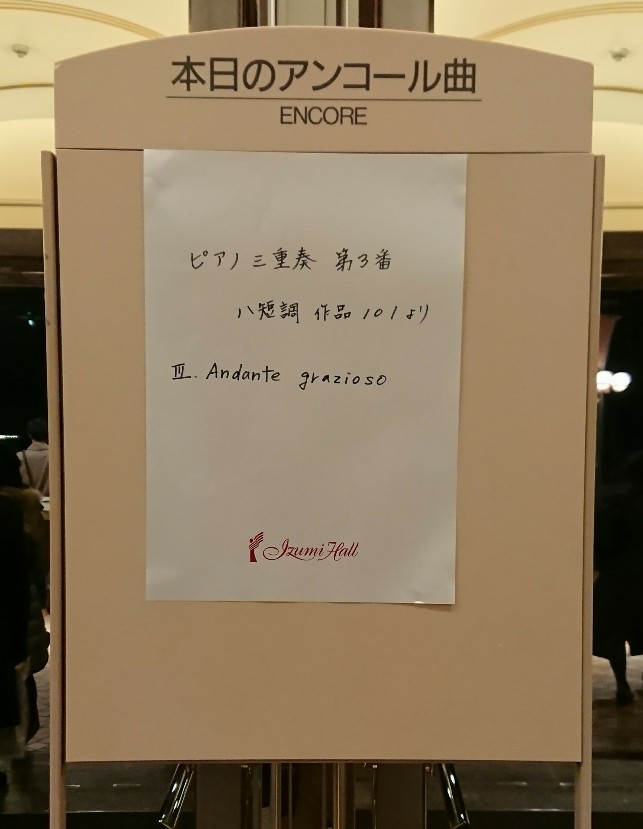 本日のアンコール曲
ENCORE
ピアノ三重奏 第3番
ハ短調 作品101より
Ⅲ. Andante grazioso
Izumi Hall